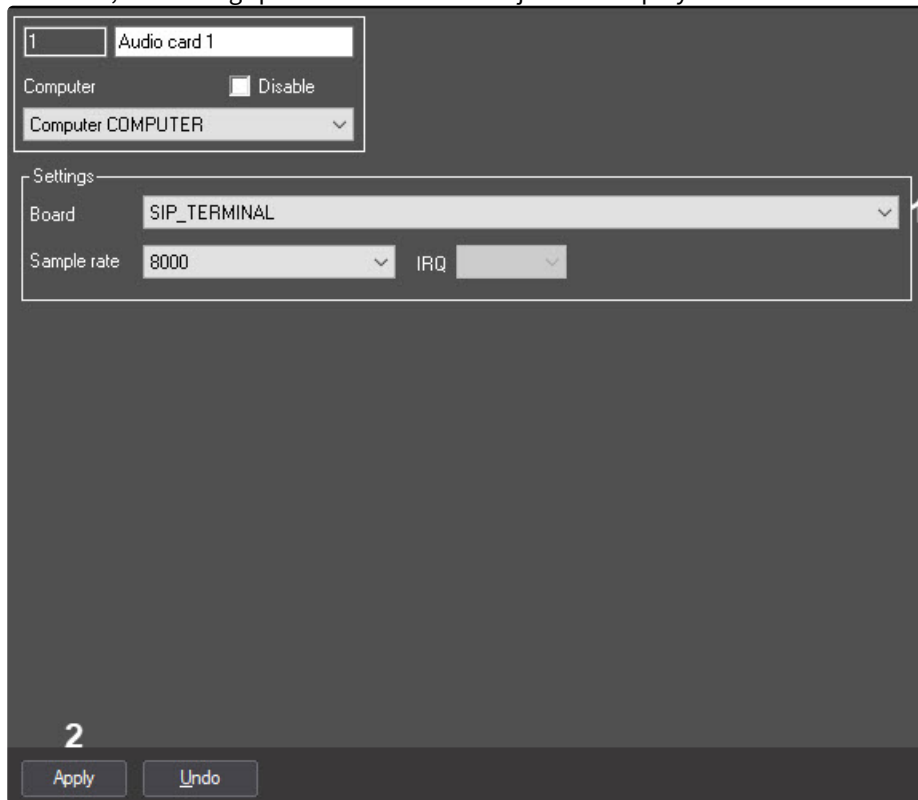 1 Audio card 1
Computer Disable
Computer COMPUTER
Settings
Board SIP_TERMINAL
Sample rate 8000 IRQ
2
Apply Undo